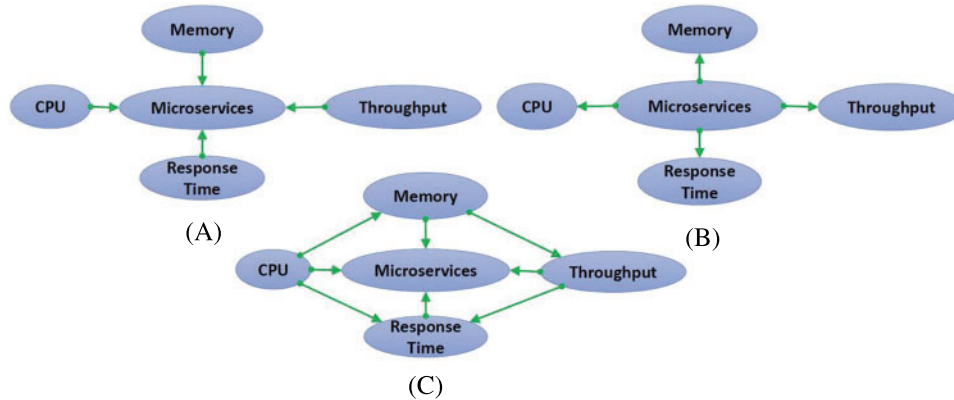 Memory
CPU
Microservices
Throughput
Response
Time
(A)
Memory
CPU
Microservices
Throughput
Response
Time
(B)
Memory
CPU
Microservices
Throughput
Response
Time
(C)